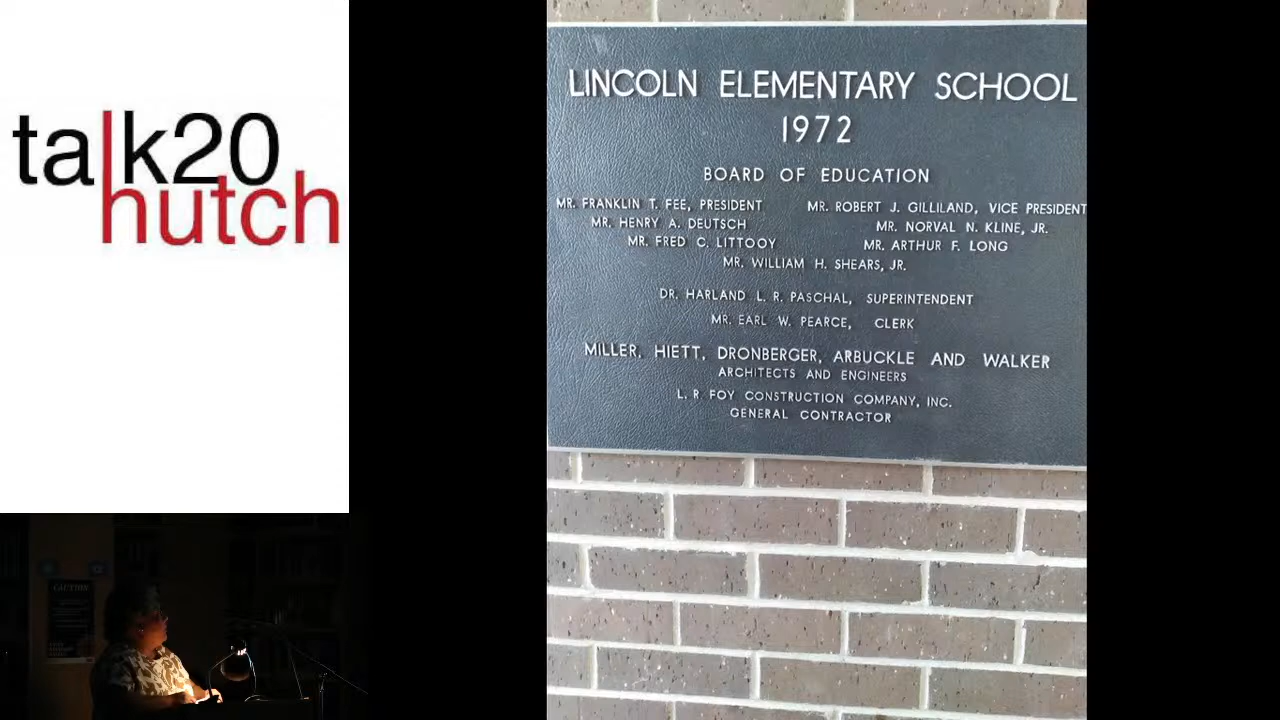 talk20
hutch
LINCOLN ELEMENTARY SCHOOL
1972
BOARD OF EDUCATION
MR. FRANKLIN T. FEE, PRESIDENT MR. ROBERT J. GILLILAND, VICE PRESIDENT
MR. HENRY A. DEUTSCH MR. NORVAL N. KLINE, JR.
MR. FRED C. LITTOOY MR. ARTHUR F. LONG
MR. WILLIAM H. SHEARS, JR.
DR. HARLAND L. R. PASCHAL, SUPERINTENDENT
MR. EARL W. PEARCE, CLERK
MILLER, HIETT, DRONBERGER, ARBUCKLE AND WALKER
ARCHITECTS AND ENGINEERS
L. R FOY CONSTRUCTION COMPANY, INC.
GENERAL CONTRACTOR
CAUTION